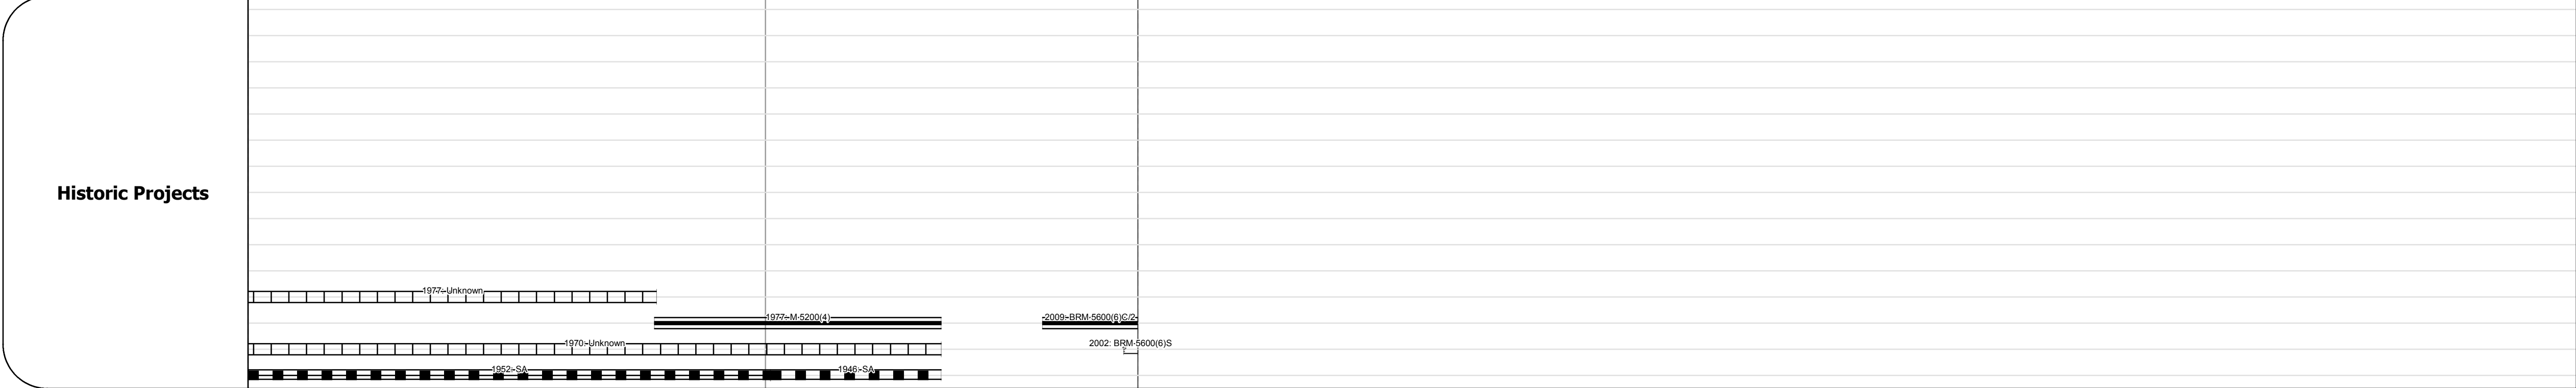 Historic Projects
1977: Unknown
1977: M 5200(4)
2009: BRM-5600(6)C/2
1970: Unknown
2002: BRM-5600(6)S
1952: SA
1946: SA